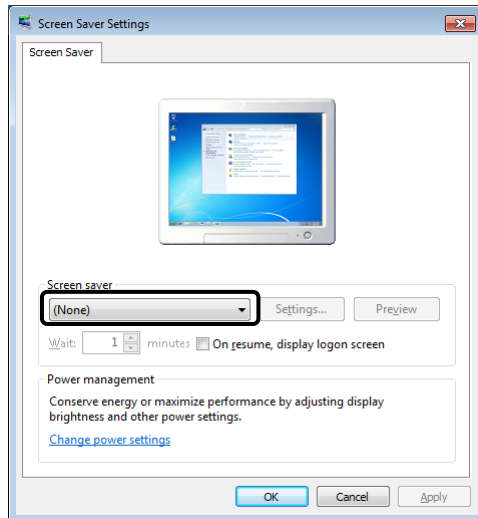 Screen Saver Settings
Screen Saver
Screen saver
(None)
Settings...
Preview
Wait:
1
minutes
On resume, display logon screen
Power management
Conserve energy or maximize performance by adjusting display
brightness and other power settings.
Change power settings
OK
Cancel
Apply